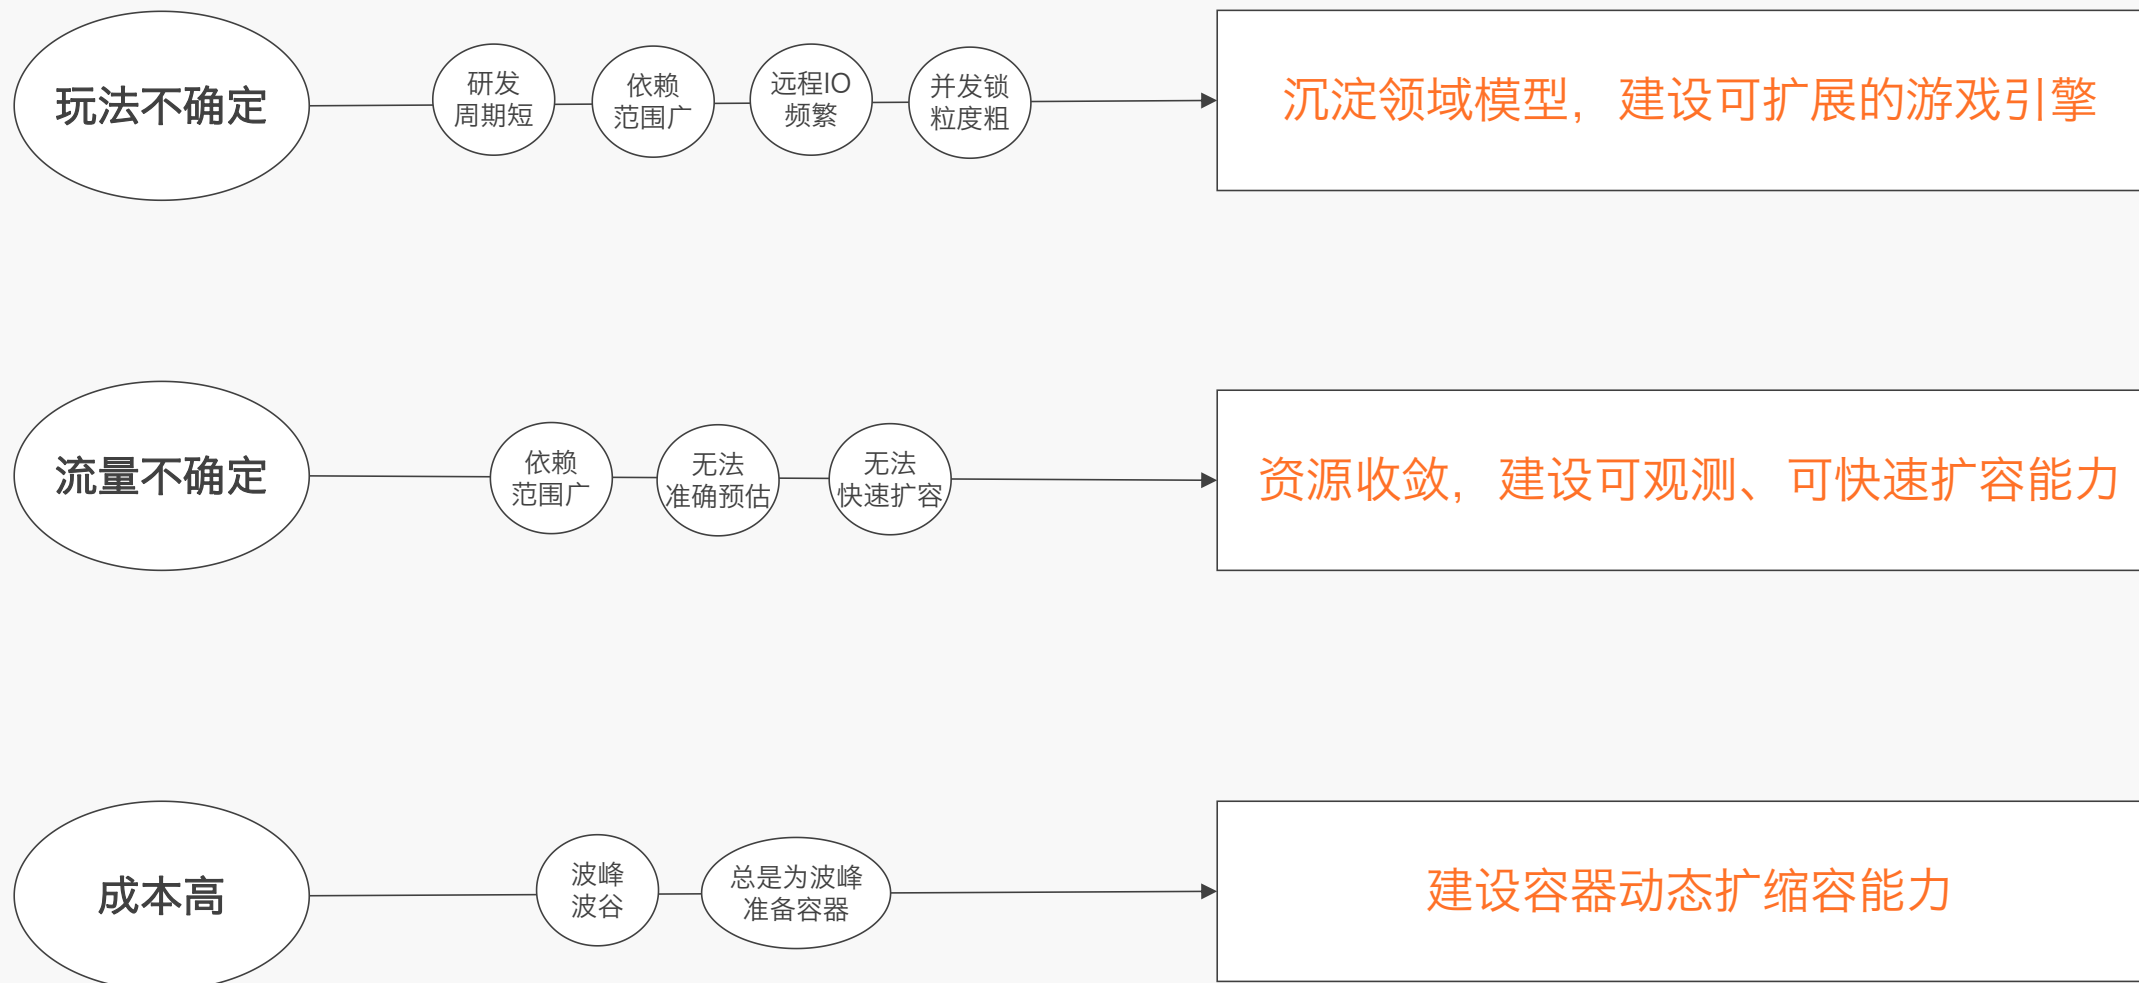 玩法不确定
研发
周期短
依赖
范围广
远程IO
频繁
并发锁
粒度粗
沉淀领域模型，建设可扩展的游戏引擎
流量不确定
依赖
范围广
无法
准确预估
无法
快速扩容
资源收敛，建设可观测、可快速扩容能力
成本高
波峰
波谷
总是为波峰
准备容器
建设容器动态扩缩容能力